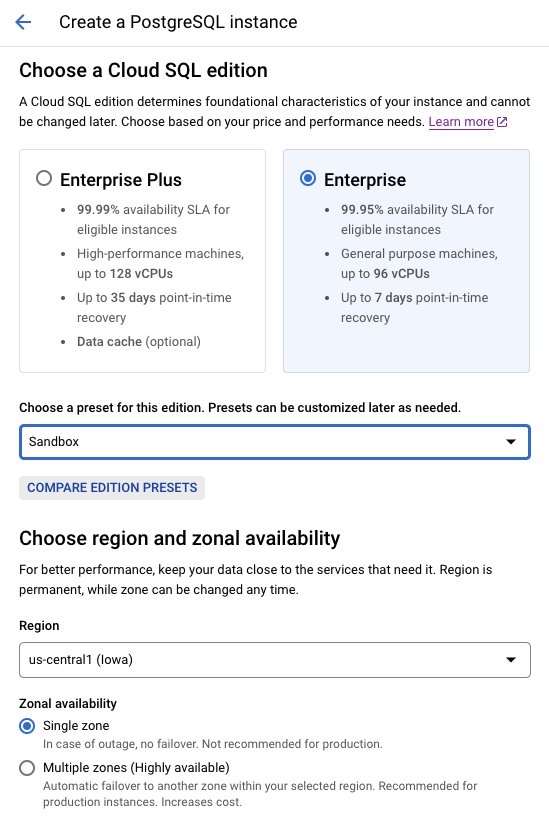 Create a PostgreSQL instance
Choose a Cloud SQL edition
A Cloud SQL edition determines foundational characteristics of your instance and cannot
be changed later. Choose based on your price and performance needs. Learn more
Enterprise Plus
• 99.99% availability SLA for
eligible instances
• High-performance machines,
up to 128 vCPUs
• Up to 35 days point-in-time
recovery
• Data cache (optional)
Enterprise
• 99.95% availability SLA for
eligible instances
• General purpose machines,
up to 96 vCPUs
• Up to 7 days point-in-time
recovery
Choose a preset for this edition. Presets can be customized later as needed.
Sandbox
COMPARE EDITION PRESETS
Choose region and zonal availability
For better performance, keep your data close to the services that need it. Region is
permanent, while zone can be changed any time.
Region
us-central1 (Iowa)
Zonal availability
Single zone
In case of outage, no failover. Not recommended for production.
Multiple zones (Highly available)
Automatic failover to another zone within your selected region. Recommended for
production instances. Increases cost.